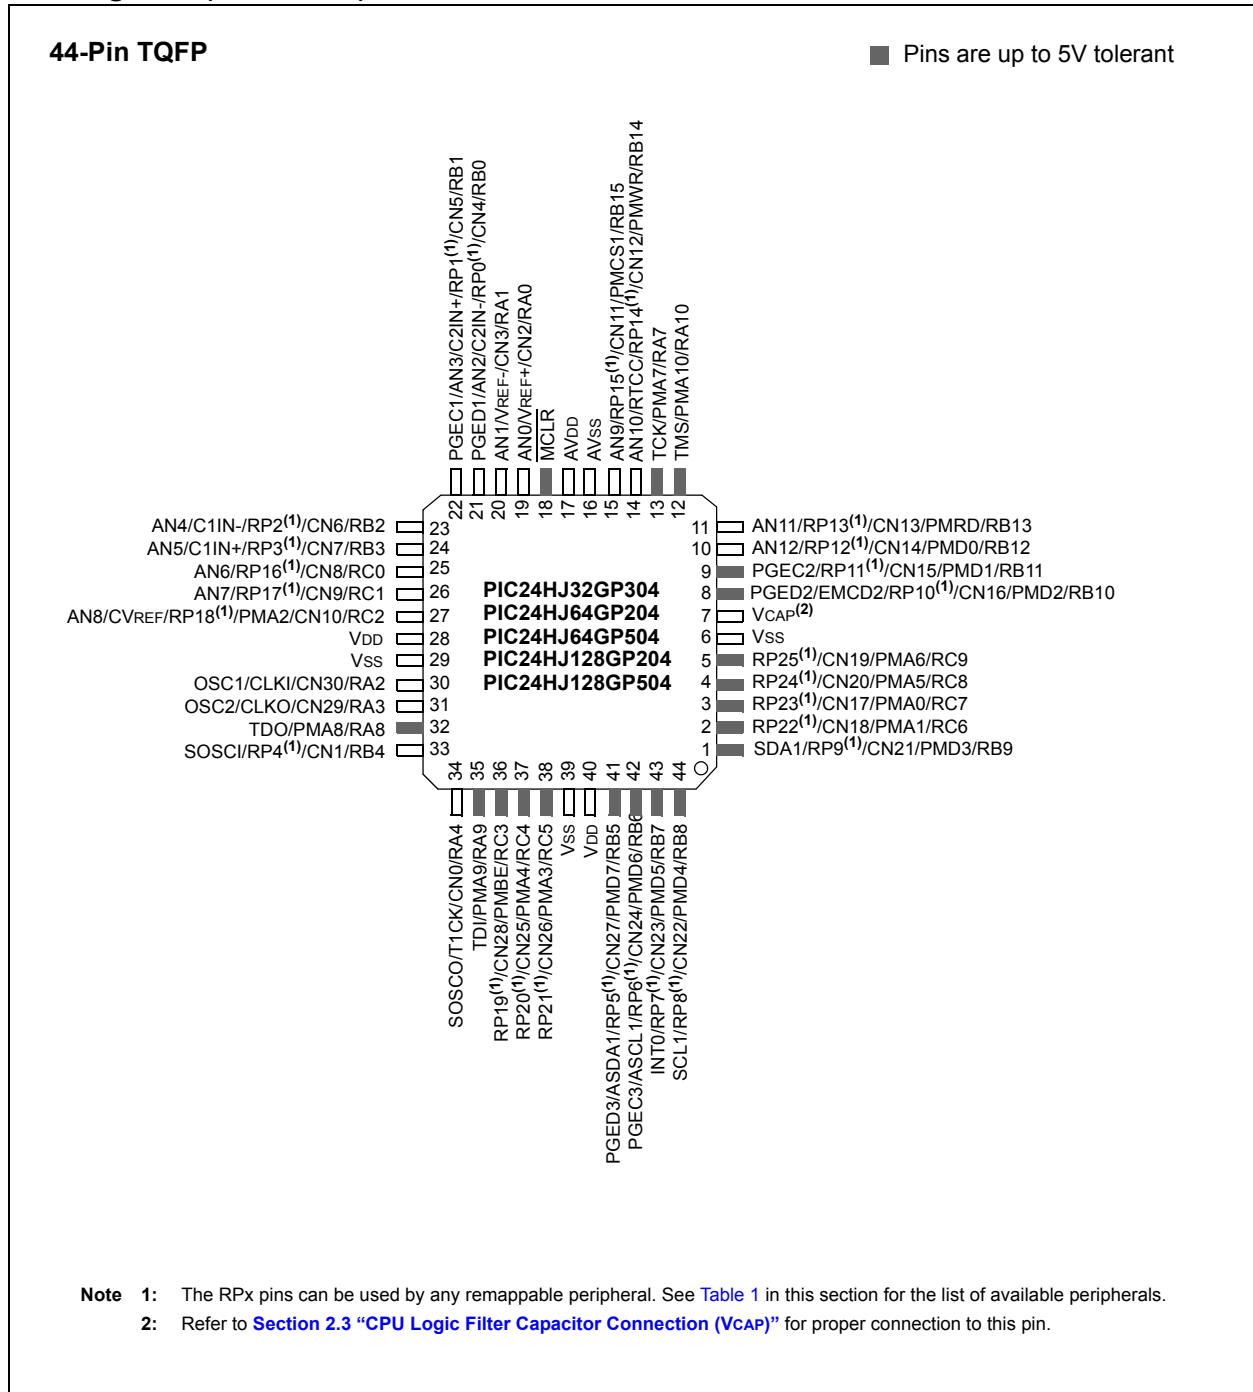 44-Pin TQFP
Pins are up to 5V tolerant
PGEC1/AN3/C2IN+/RP1(1)/CN5/RB1
PGED1/AN2/C2IN-/RP0(1)/CN4/RB0
AN1/VREF-/CN3/RA1
AN0/VREF+/CN2/RA0
MCLR
AVDD
AVSS
AN9/RP15(1)/CN11/PMCS1/RB15
AN10/RTCC/RP14(1)/CN12/PMWR/RB14
TCK/PMA7/RA7
TMS/PMA10/RA10
22 21 20 19 18 17 16 15 14 13 12
AN4/C1IN-/RP2(1)/CN6/RB2 23
AN5/C1IN+/RP3(1)/CN7/RB3 24
AN6/RP16(1)/CN8/RC0 25
AN7/RP17(1)/CN9/RC1 26
AN8/CVREF/RP18(1)/PMA2/CN10/RC2 27
VDD 28
VSS 29
OSC1/CLKI/CN30/RA2 30
OSC2/CLKO/CN29/RA3 31
TDO/PMA8/RA8 32
SOSCI/RP4(1)/CN1/RB4 33
PIC24HJ32GP304
PIC24HJ64GP204
PIC24HJ64GP504
PIC24HJ128GP204
PIC24HJ128GP504
11 AN11/RP13(1)/CN13/PMRD/RB13
10 AN12/RP12(1)/CN14/PMD0/RB12
9 PGEC2/RP11(1)/CN15/PMD1/RB11
8 PGED2/EMCD2/RP10(1)/CN16/PMD2/RB10
7 VCAP(2)
6 VSS
5 RP25(1)/CN19/PMA6/RC9
4 RP24(1)/CN20/PMA5/RC8
3 RP23(1)/CN17/PMA0/RC7
2 RP22(1)/CN18/PMA1/RC6
1 SDA1/RP9(1)/CN21/PMD3/RB9
34 35 36 37 38 39 40 41 42 43 44
SOSCO/T1CK/CN0/RA4
TDI/PMA9/RA9
RP19(1)/CN28/PMBE/RC3
RP20(1)/CN25/PMA4/RC4
RP21(1)/CN26/PMA3/RC5
VSS
VDD
PGED3/ASDA1/RP5(1)/CN27/PMD7/RB5
PGEC3/ASCL1/RP6(1)/CN24/PMD6/RB6
INT0/RP7(1)/CN23/PMD5/RB7
SCL1/RP8(1)/CN22/PMD4/RB8
Note 1: The RPx pins can be used by any remappable peripheral. See Table 1 in this section for the list of available peripherals.
2: Refer to Section 2.3 “CPU Logic Filter Capacitor Connection (VCAP)” for proper connection to this pin.